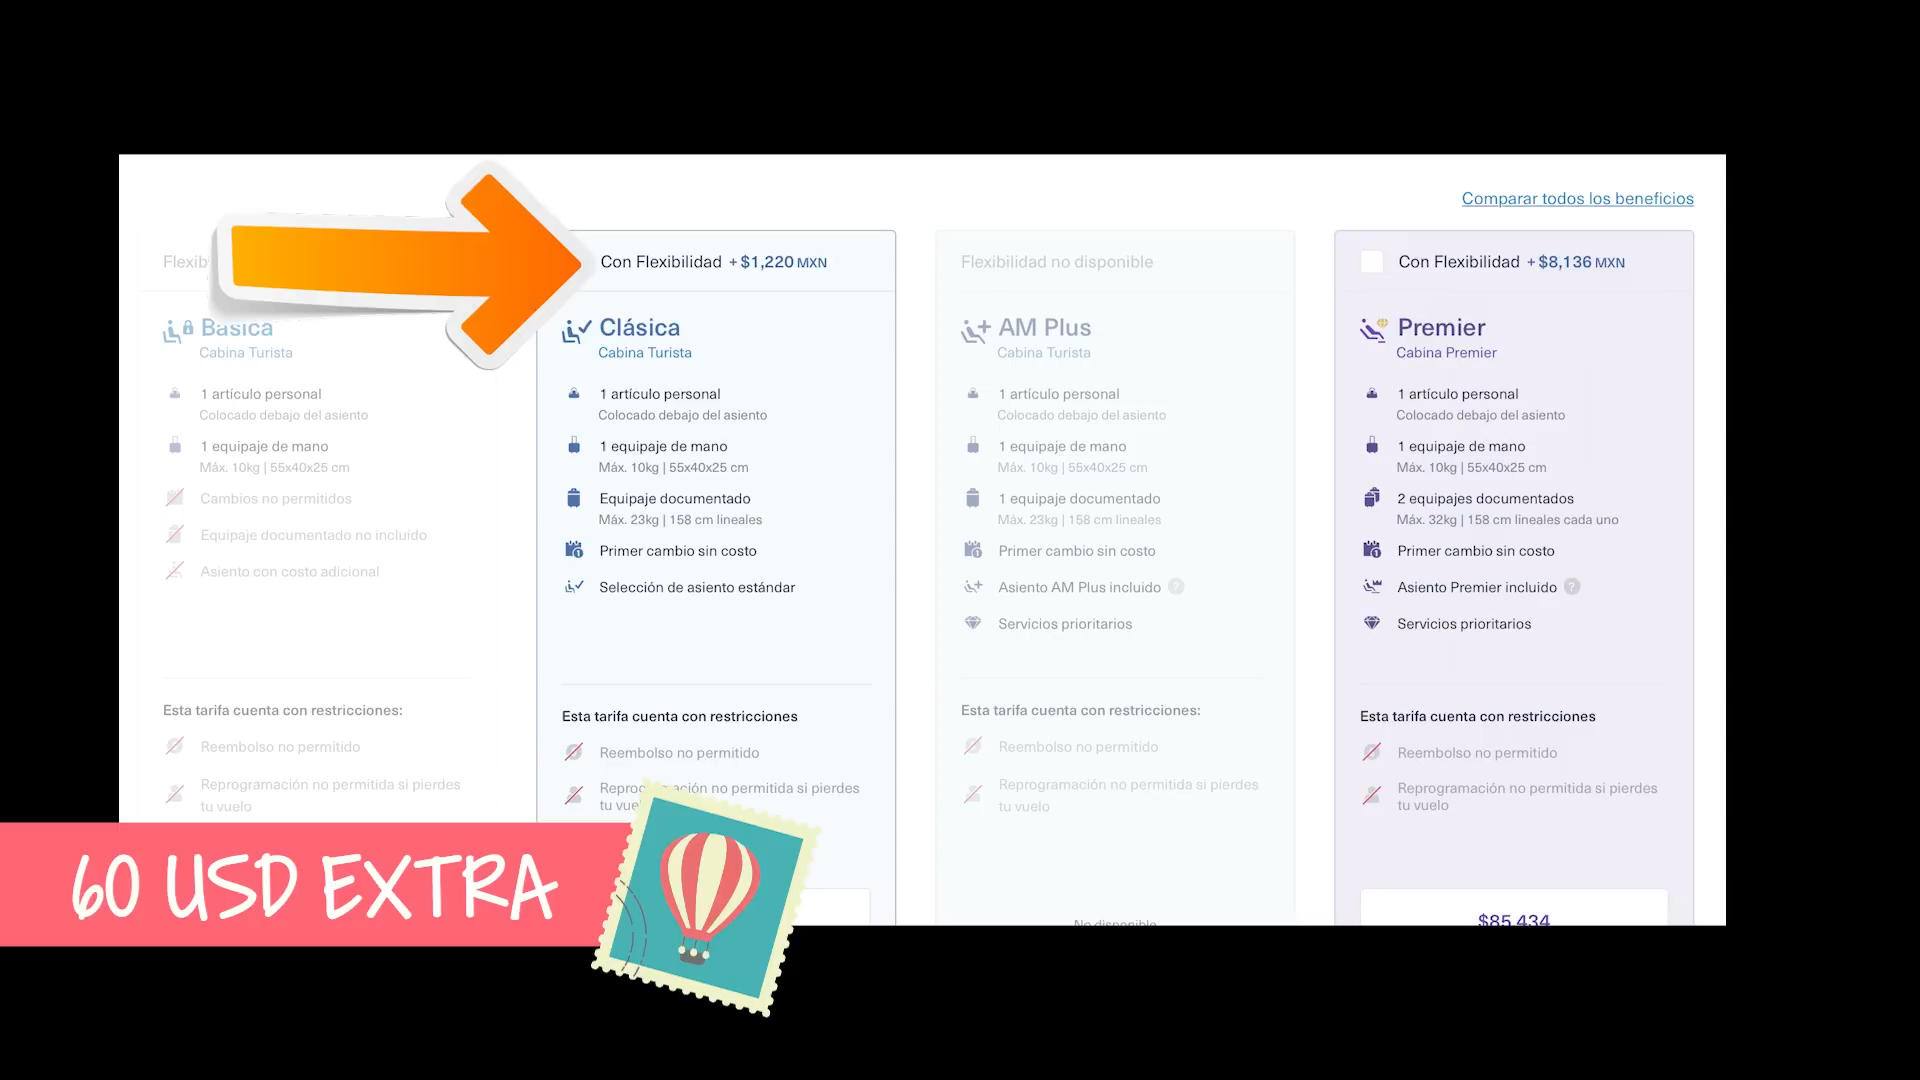 Comparar todos los beneficios
Flexib
Básica
Cabina Turista
1 artículo personal
Colocado debajo del asiento
1 equipaje de mano
Máx. 10kg | 55x40x25 cm
Cambios no permitidos
Equipaje documentado no incluido
Asiento con costo adicional
Esta tarifa cuenta con restricciones:
Reembolso no permitido
Reprogramación no permitida si pierdes
tu vuelo
Con Flexibilidad + $1,220 MXN
Clásica
Cabina Turista
1 artículo personal
Colocado debajo del asiento
1 equipaje de mano
Máx. 10kg | 55x40x25 cm
Equipaje documentado
Máx. 23kg | 158 cm lineales
Primer cambio sin costo
Selección de asiento estándar
Esta tarifa cuenta con restricciones
Reembolso no permitido
Reprogramación no permitida si pierdes
tu vuelo
Flexibilidad no disponible
AM Plus
Cabina Turista
1 artículo personal
Colocado debajo del asiento
1 equipaje de mano
Máx. 10kg | 55x40x25 cm
1 equipaje documentado
Máx. 23kg | 158 cm lineales
Primer cambio sin costo
Asiento AM Plus incluido ?
Servicios prioritarios
Esta tarifa cuenta con restricciones:
Reembolso no permitido
Reprogramación no permitida si pierdes
tu vuelo
No disponible
Con Flexibilidad + $8,136 MXN
Premier
Cabina Premier
1 artículo personal
Colocado debajo del asiento
1 equipaje de mano
Máx. 10kg | 55x40x25 cm
2 equipajes documentados
Máx. 32kg | 158 cm lineales cada uno
Primer cambio sin costo
Asiento Premier incluido ?
Servicios prioritarios
Esta tarifa cuenta con restricciones
Reembolso no permitido
Reprogramación no permitida si pierdes
tu vuelo
$85,434
60 USD EXTRA